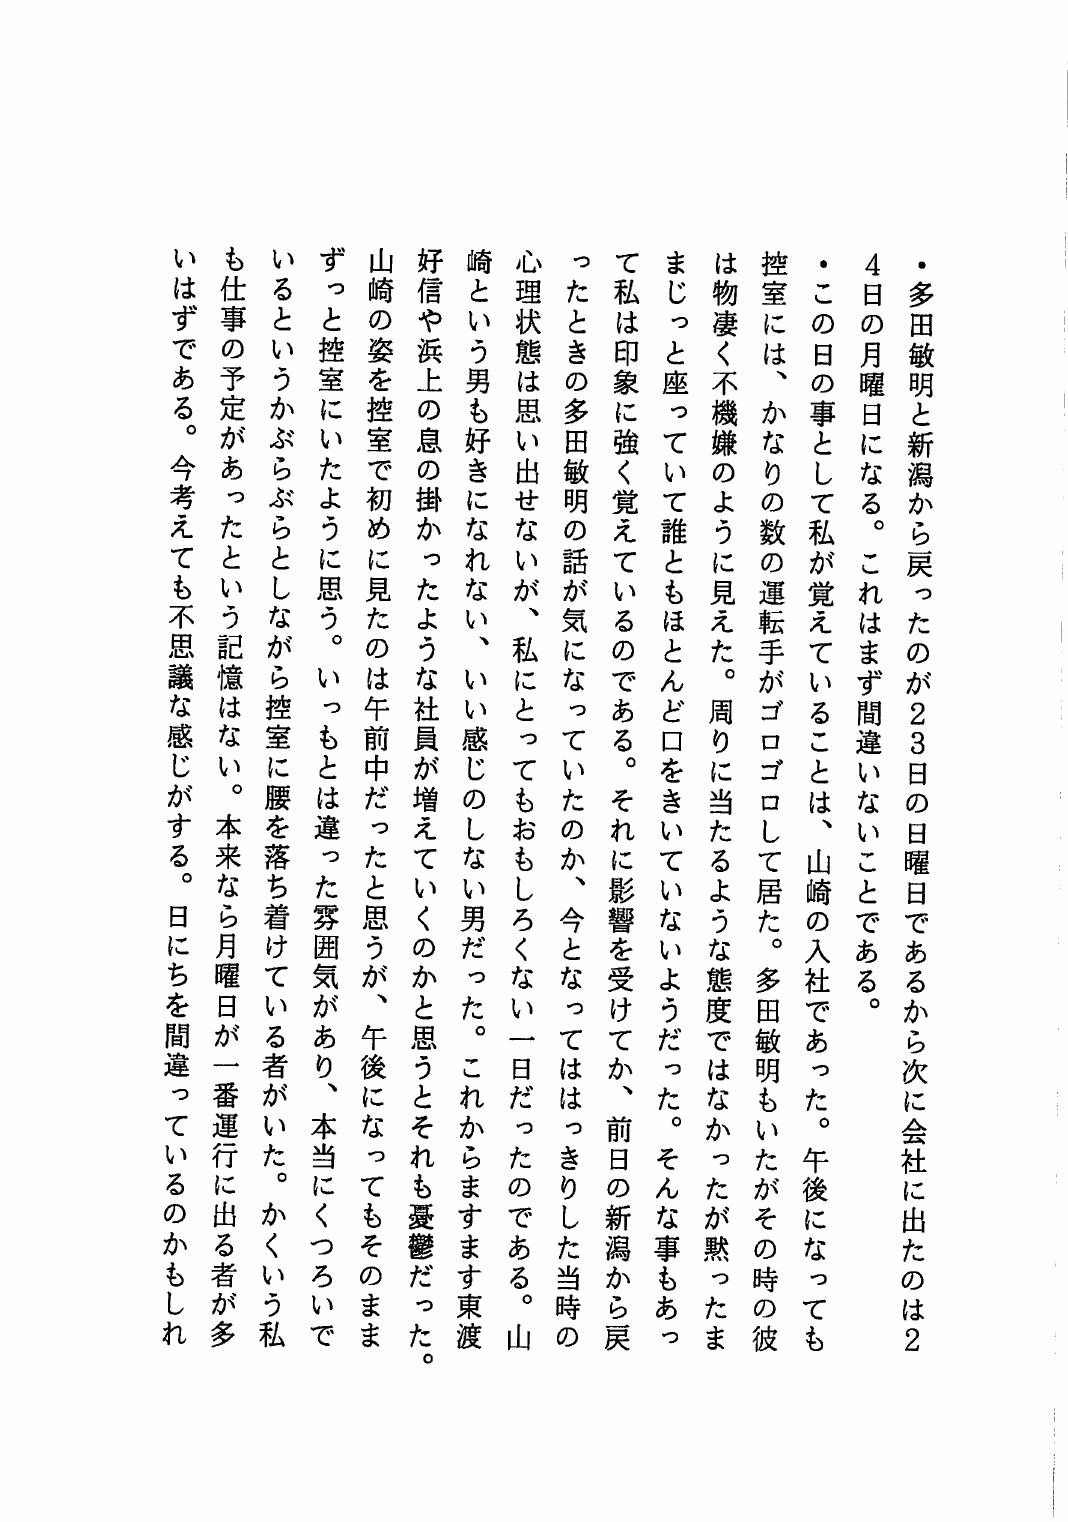 ・多田敏明と新潟から戻ったのが２３日の日曜日であるから次に会社に出たのは２
４日の月曜日になる。これはまず間違いないことである。
・この日の事として私が覚えていることは、山崎の入社であった。午後になっても
控室には、かなりの数の運転手がゴロゴロして居た。多田敏明もいたがその時の彼
は物凄く不機嫌のように見えた。周りに当たるような態度ではなかったが黙ったま
まじっと座っていて誰ともほとんど口をきいていないようだった。そんな事もあっ
て私は印象に強く覚えているのである。それに影響を受けてか、前日の新潟から戻
ったときの多田敏明の話が気になっていたのか、今となってははっきりした当時の
心理状態は思い出せないが、私にとってもおもしろくない一日だったのである。山
崎という男も好きになれない、いい感じのしない男だった。これからますます東渡
好信や浜上の息の掛かったような社員が増えていくのかと思うとそれも憂鬱だった。
山崎の姿を控室で初めに見たのは午前中だったと思うが、午後になってもそのまま
ずっと控室にいたように思う。いっもとは違った雰囲気があり、本当にくつろいで
いるというかぶらぶらとしながら控室に腰を落ち着けている者がいた。かくいう私
も仕事の予定があったという記憶はない。本来なら月曜日が一番運行に出る者が多
いはずである。今考えても不思議な感じがする。日にちを間違っているのかもしれ